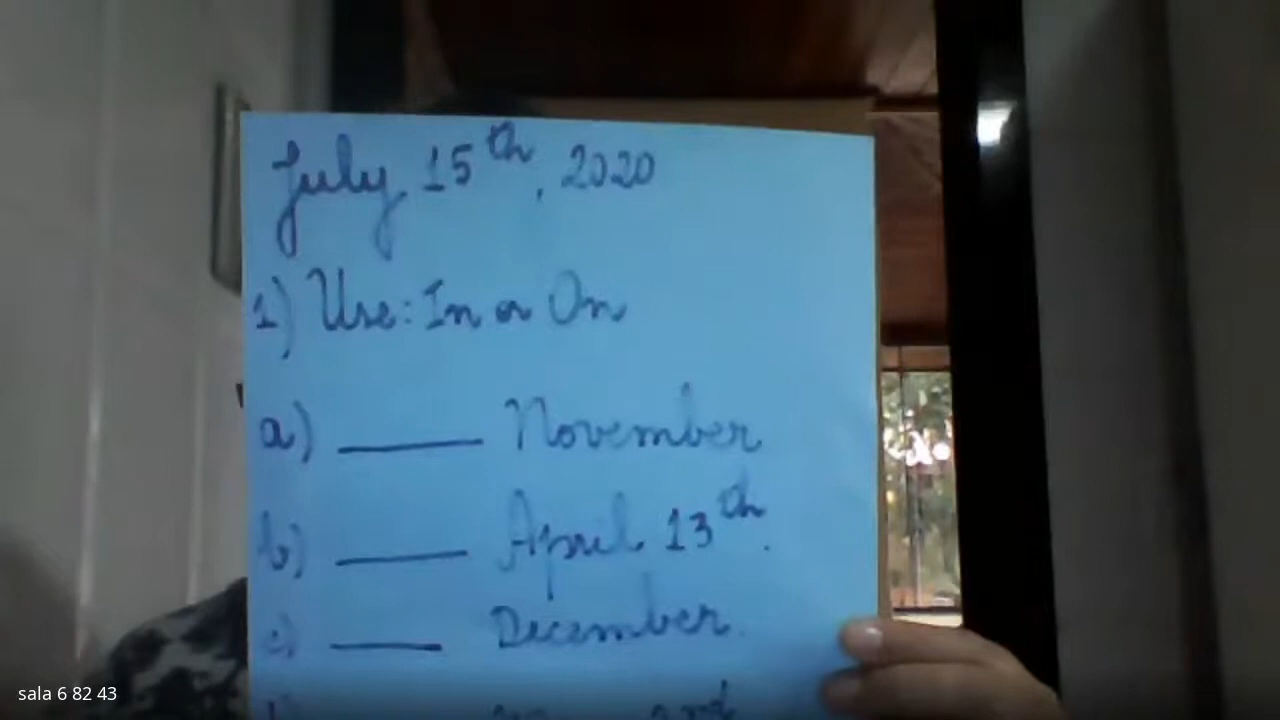 July, 15th, 2020
1) Use: In or On
a) ______ November
b) ______ April 13th.
c) ______ December.
sala 6 82 43